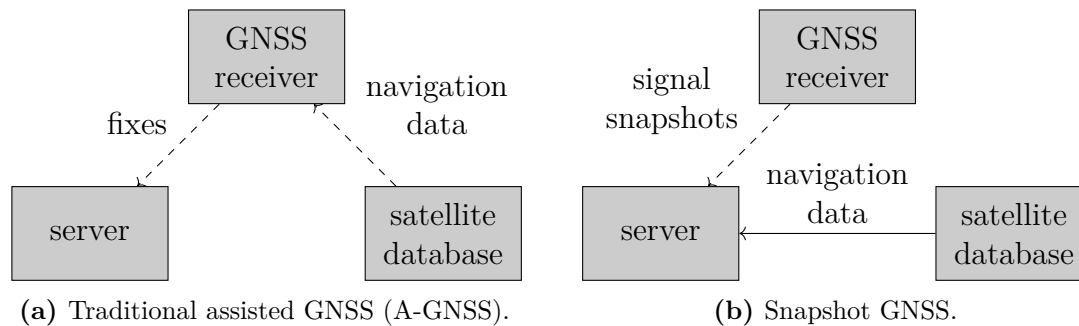 GNSS
receiver
navigation
data
fixes
server
satellite
database
(a) Traditional assisted GNSS (A-GNSS).
GNSS
receiver
signal
snapshots
navigation
data
server
satellite
database
(b) Snapshot GNSS.